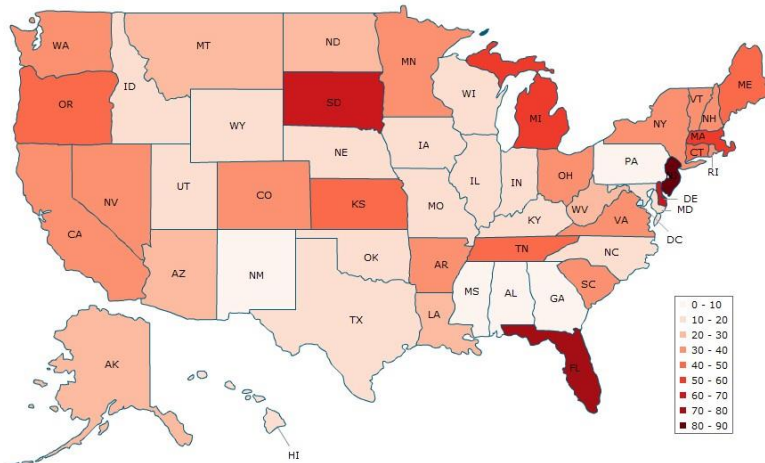 WA
MT
ND
MN
ME
OR
ID
SD
WI
MI
VT
NH
NY
MA
CT
RI
WY
NE
IA
PA
NV
UT
CO
KS
MO
IL
IN
OH
WV
VA
DE
MD
DC
CA
AZ
NM
OK
AR
KY
TN
NC
SC
TX
LA
MS
AL
GA
FL
AK
HI
0 - 10
10 - 20
20 - 30
30 - 40
40 - 50
50 - 60
60 - 70
70 - 80
80 - 90